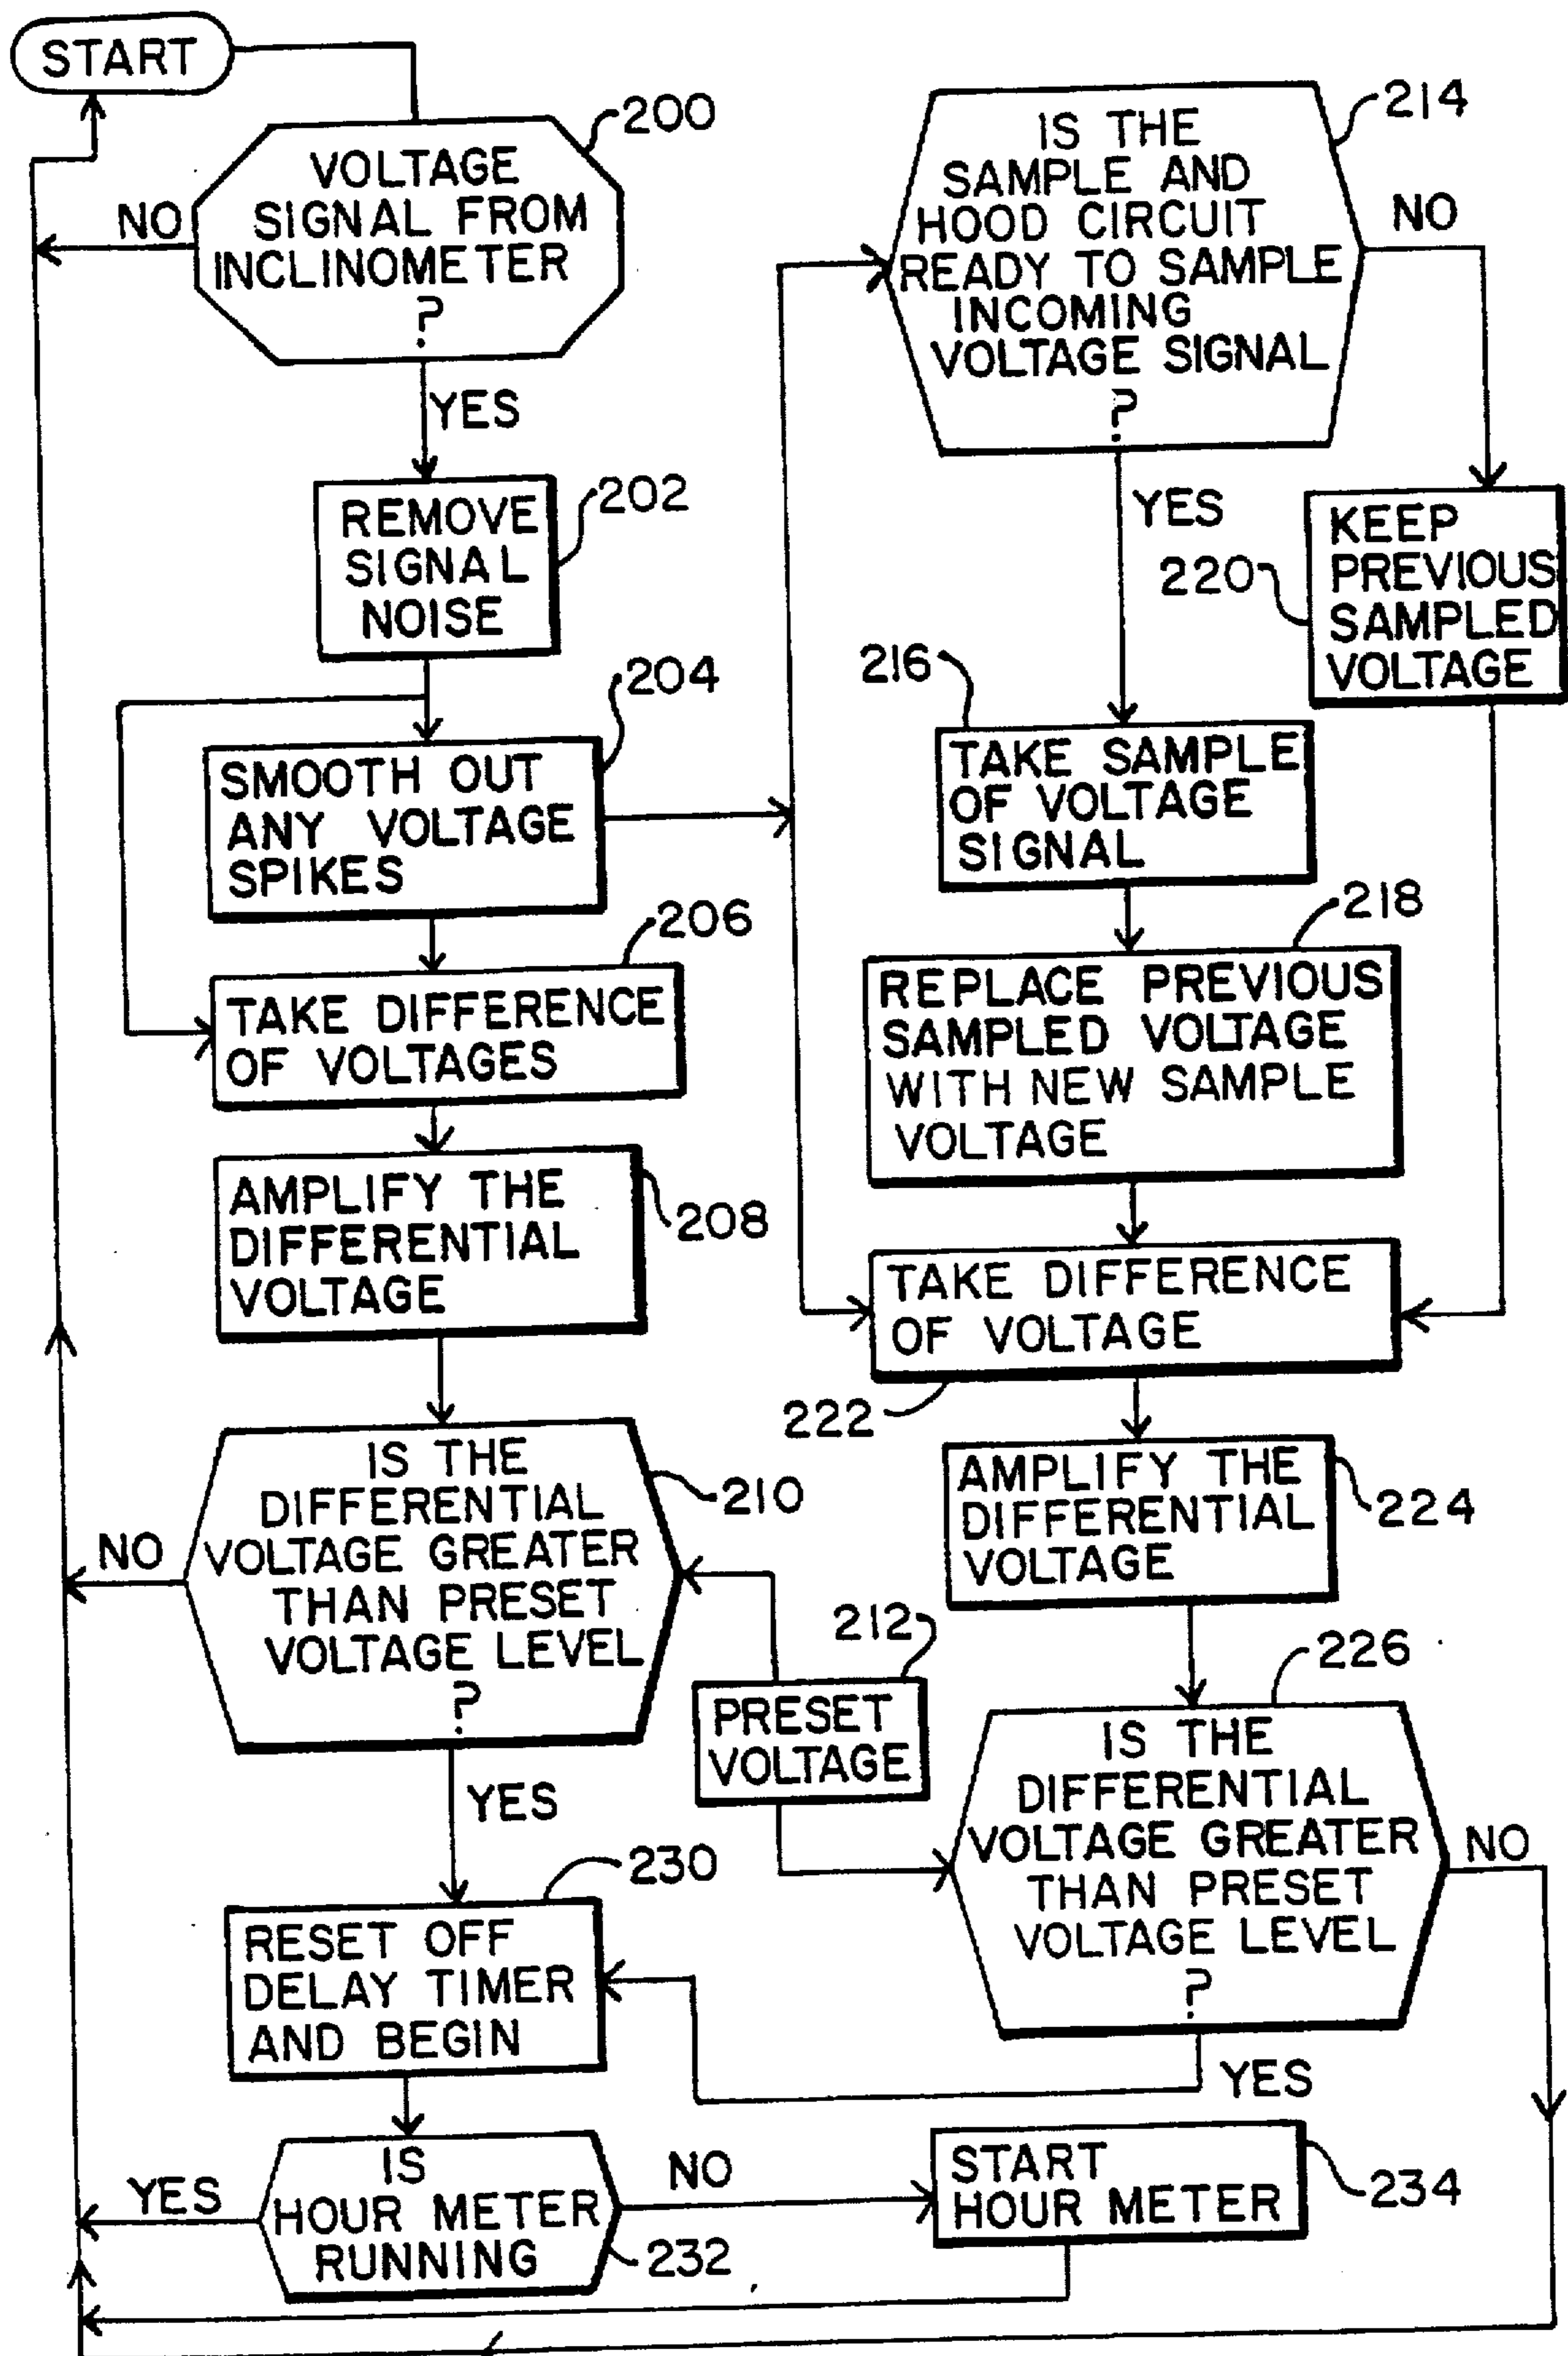 START
200
VOLTAGE
SIGNAL FROM
INCLINOMETER
?
NO
YES
202
REMOVE
SIGNAL
NOISE
204
SMOOTH OUT
ANY VOLTAGE
SPIKES
206
TAKE DIFFERENCE
OF VOLTAGES
208
AMPLIFY THE
DIFFERENTIAL
VOLTAGE
210
IS THE
DIFFERENTIAL
VOLTAGE GREATER
THAN PRESET
VOLTAGE LEVEL
?
NO
YES
212
PRESET
VOLTAGE
214
IS THE
SAMPLE AND
HOOD CIRCUIT
READY TO SAMPLE
INCOMING
VOLTAGE SIGNAL
?
NO
YES
220
KEEP
PREVIOUS
SAMPLED
VOLTAGE
216
TAKE SAMPLE
OF VOLTAGE
SIGNAL
218
REPLACE PREVIOUS
SAMPLED VOLTAGE
WITH NEW SAMPLE
VOLTAGE
TAKE DIFFERENCE
OF VOLTAGE
222
AMPLIFY THE
DIFFERENTIAL
VOLTAGE
224
226
IS THE
DIFFERENTIAL
VOLTAGE GREATER
THAN PRESET
VOLTAGE LEVEL
?
NO
YES
230
RESET OFF
DELAY TIMER
AND BEGIN
IS
HOUR METER
RUNNING
232
YES
NO
START
HOUR METER
234